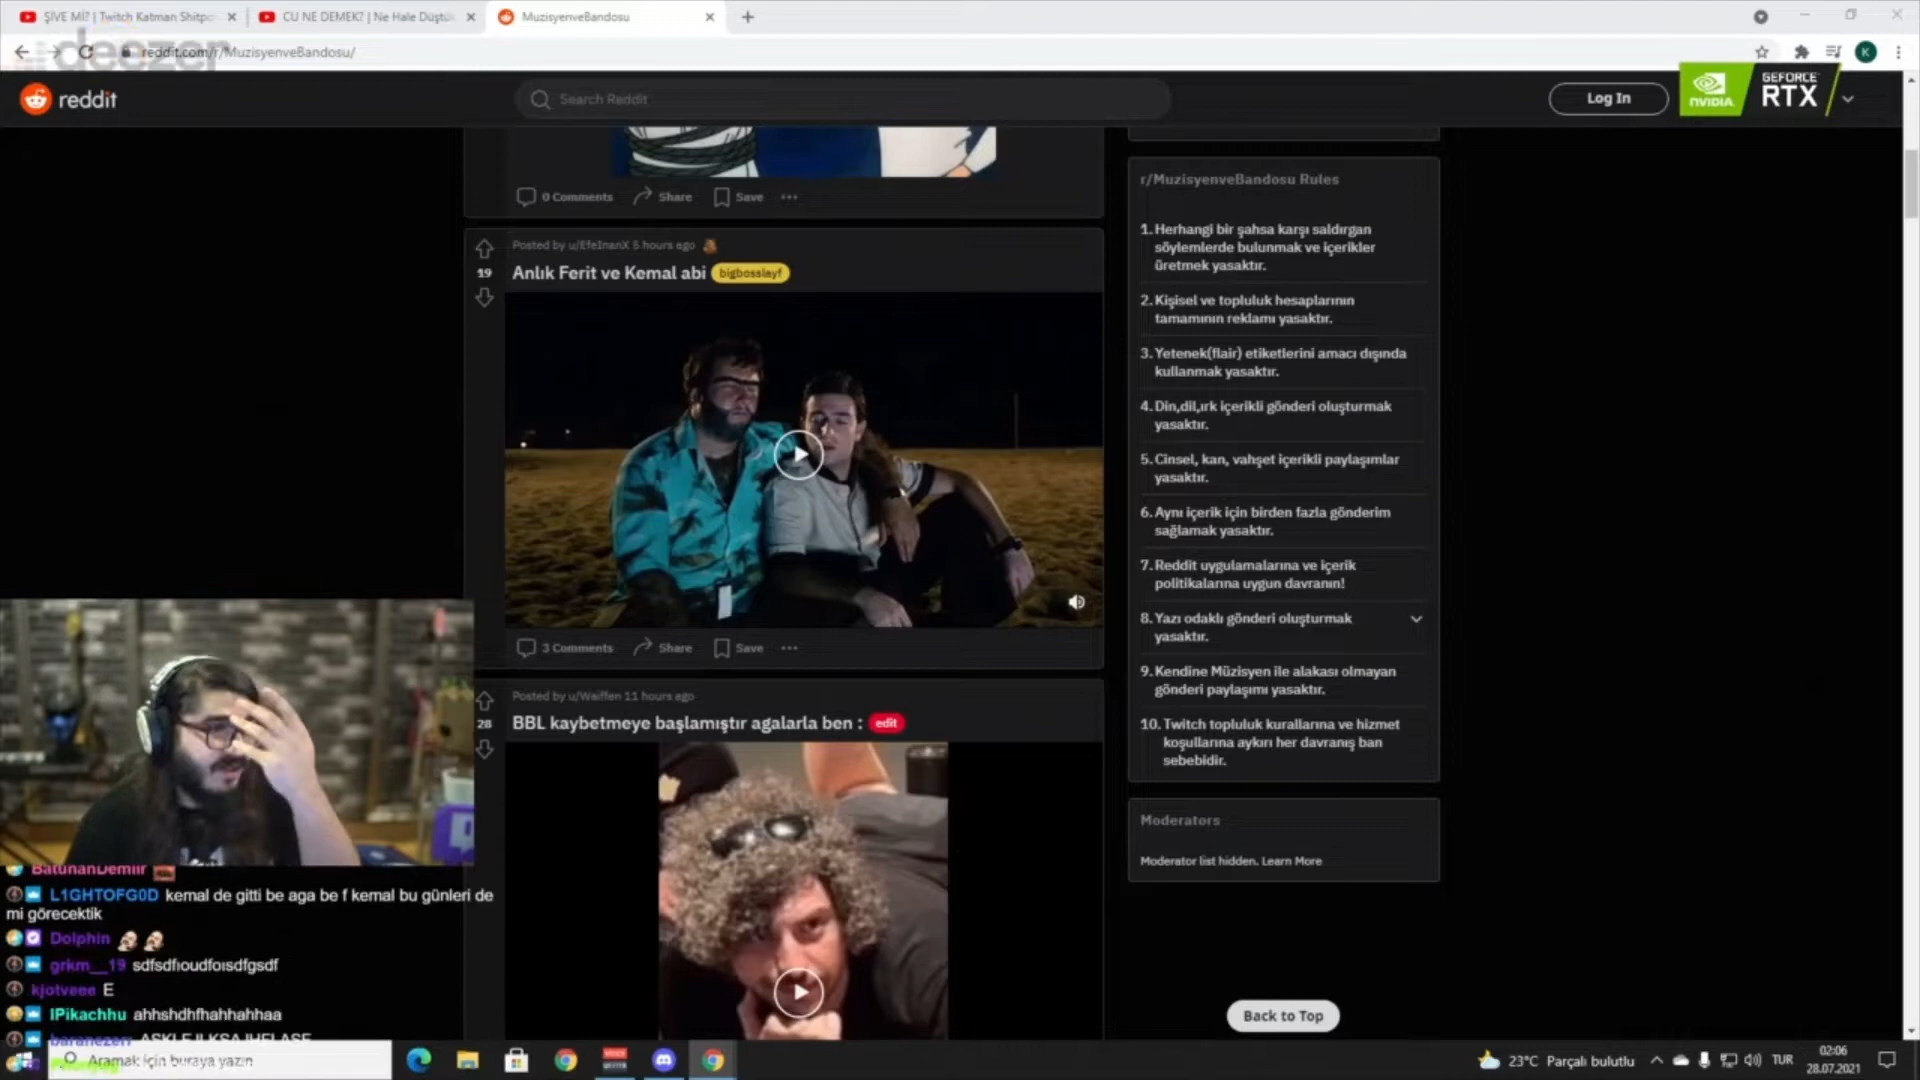 ŞİVE Mİ? | Twitch Katman Shitpo
CU NE DEMEK? | Ne Hale Düştük
MuzisyenveBandosu
deezer
reddit.com/r/MuzisyenveBandosu/
K
reddit
Search Reddit
Log In
NVIDIA
GEFORCE
RTX
0 Comments
Share
Save
Posted by u/EfeInanX 5 hours ago
19
Anlık Ferit ve Kemal abi
bigbosslayf
3 Comments
Share
Save
Posted by u/Waiffen 11 hours ago
28
BBL kaybetmeye başlamıştır agalarla ben :
edit
r/MuzisyenveBandosu Rules
1. Herhangi bir şahsa karşı saldırgan
söylemlerde bulunmak ve içerikler
üretmek yasaktır.
2. Kişisel ve topluluk hesaplarının
tamamının reklamı yasaktır.
3. Yetenek(flair) etiketlerini amacı dışında
kullanmak yasaktır.
4. Din,dil,ırk içerikli gönderi oluşturmak
yasaktır.
5. Cinsel, kan, vahşet içerikli paylaşımlar
yasaktır.
6. Aynı içerik için birden fazla gönderim
sağlamak yasaktır.
7. Reddit uygulamalarına ve içerik
politikalarına uygun davranın!
8. Yazı odaklı gönderi oluşturmak
yasaktır.
9. Kendine Müzisyen ile alakası olmayan
gönderi paylaşımı yasaktır.
10. Twitch topluluk kurallarına ve hizmet
koşullarına aykırı her davranış ban
sebebidir.
Moderators
Moderator list hidden. Learn More
Back to Top
BatuhanDemiir
L1GHTOFG0D kemal de gitti be aga be f kemal bu günleri de
mi görecektik
Dolphin
grkm__19 sdfsdfıoudfoısdfgsdf
kjotveee E
IPikachhu ahhshdhfhahhahhaa
baranezerr
Aramak için buraya yazın
23°C Parçalı bulutlu
TUR
02:06
28.07.2021